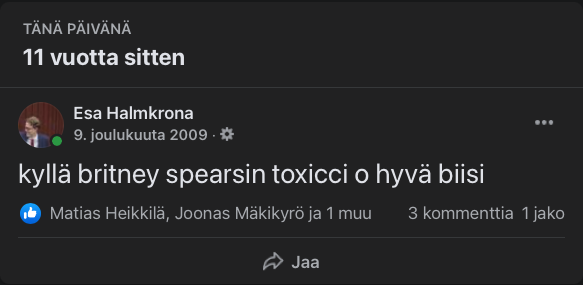 TÄNÄ PÄIVÄNÄ
11 vuotta sitten
Esa Halmkrona
9. joulukuuta 2009 ·
kyllä britney spearsin toxicci o hyvä biisi
Matias Heikkilä, Joonas Mäkikyrö ja 1 muu 3 kommenttia 1 jako
Jaa